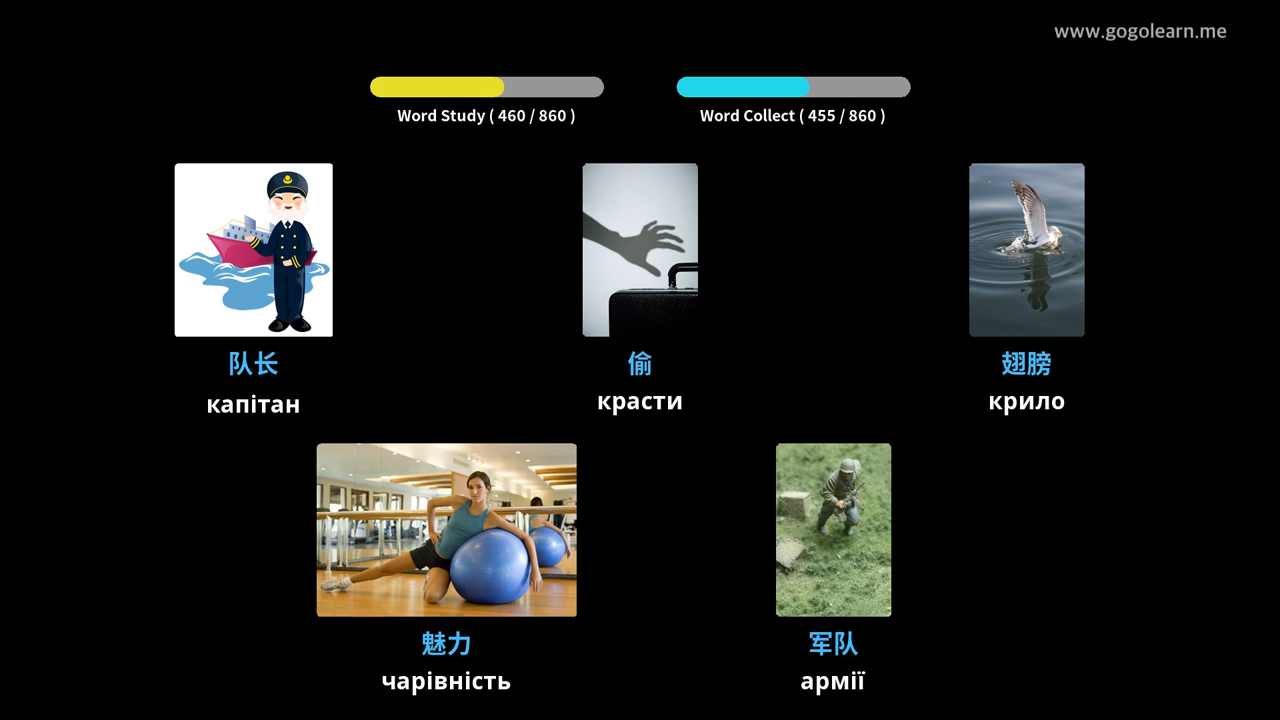 www.gogolearn.me
Word Study ( 460 / 860 )
Word Collect ( 455 / 860 )
队长
капітан
偷
красти
翅膀
крило
魅力
чарівність
军队
армії